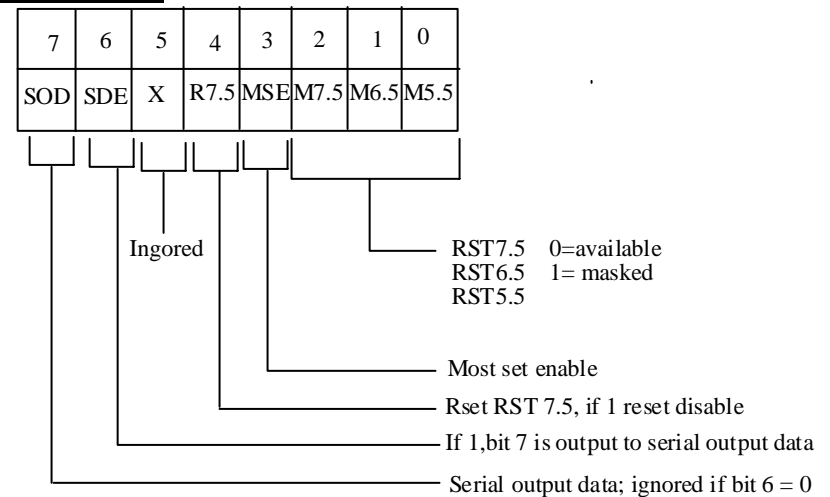 7 6 5 4 3 2 1 0
SOD SDE X R7.5 MSE M7.5 M6.5 M5.5
Ingored
RST7.5 0=available
RST6.5 1= masked
RST5.5
Most set enable
Rset RST 7.5, if 1 reset disable
If 1,bit 7 is output to serial output data
Serial output data; ignored if bit 6 = 0